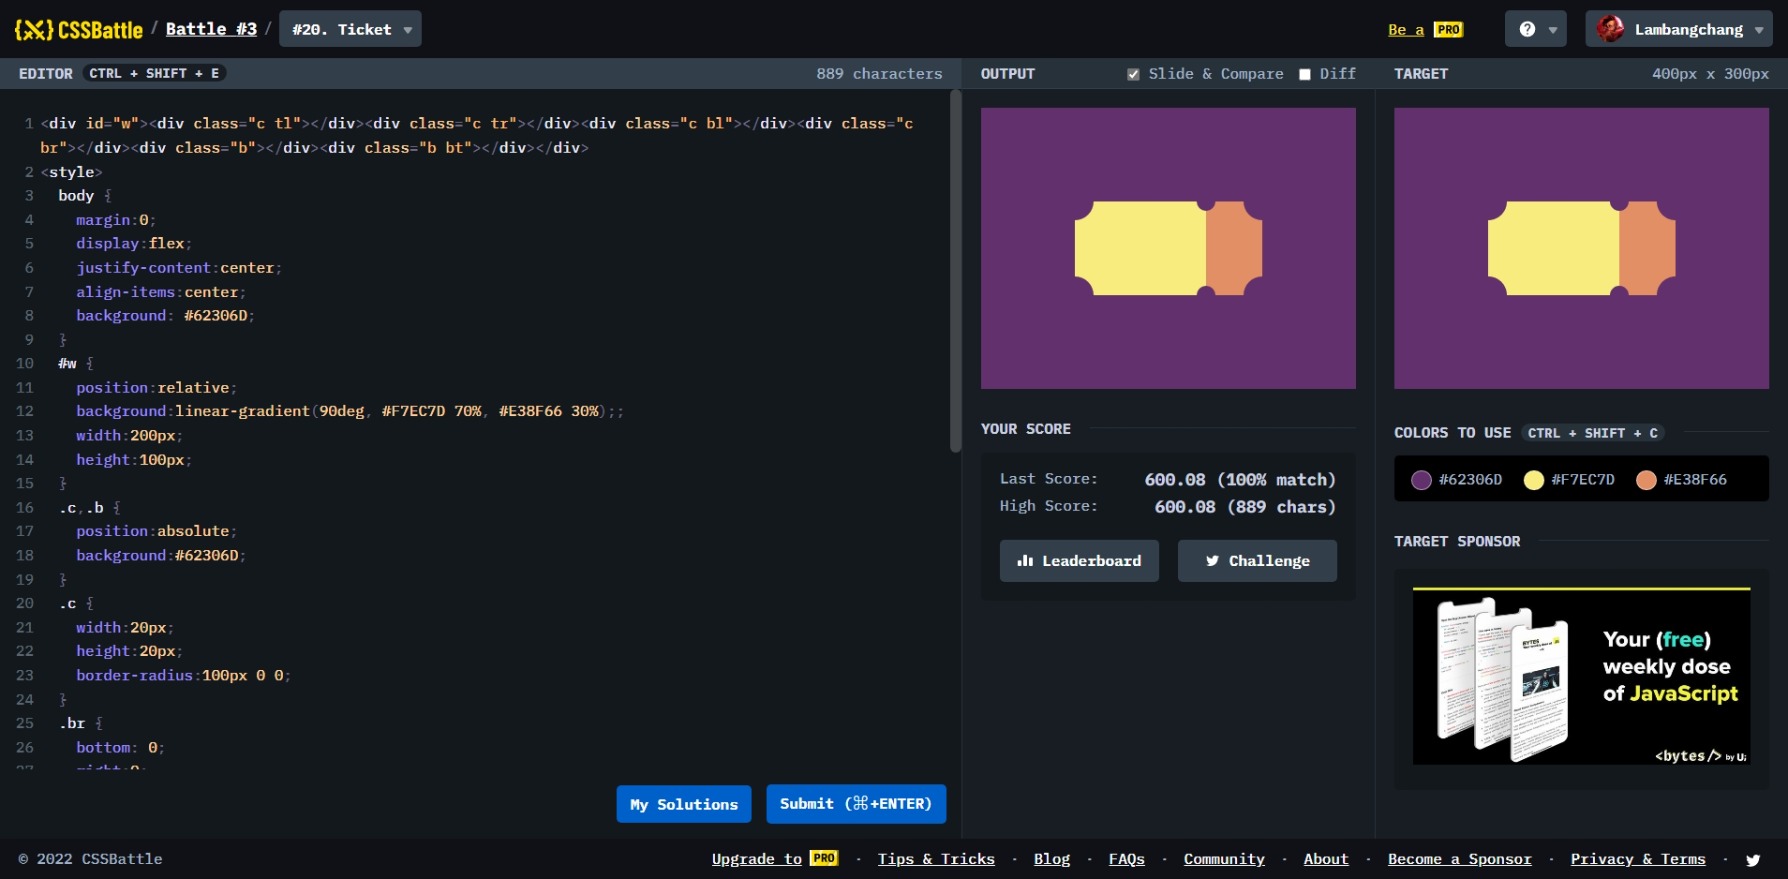 CSSBattle / Battle #3 / #20. Ticket
Be a PRO
Lambangchang
EDITOR CTRL + SHIFT + E 889 characters
OUTPUT Slide & Compare Diff
TARGET 400px x 300px
1 <div id="w"><div class="c tl"></div><div class="c tr"></div><div class="c bl"></div><div class="c
br"></div><div class="b"></div><div class="b bt"></div></div>
2 <style>
3 body {
4 margin:0;
5 display:flex;
6 justify-content:center;
7 align-items:center;
8 background: #62306D;
9 }
10 #w {
11 position:relative;
12 background:linear-gradient(90deg, #F7EC7D 70%, #E38F66 30%);;
13 width:200px;
14 height:100px;
15 }
16 .c,.b {
17 position:absolute;
18 background:#62306D;
19 }
20 .c {
21 width:20px;
22 height:20px;
23 border-radius:100px 0 0;
24 }
25 .br {
26 bottom: 0;
My Solutions
Submit (⌘+ENTER)
YOUR SCORE
Last Score: 600.08 (100% match)
High Score: 600.08 (889 chars)
Leaderboard
Challenge
COLORS TO USE CTRL + SHIFT + C
#62306D #F7EC7D #E38F66
TARGET SPONSOR
Your (free)
weekly dose
of JavaScript
<bytes/> by U;
© 2022 CSSBattle
Upgrade to PRO · Tips & Tricks · Blog · FAQs · Community · About · Become a Sponsor · Privacy & Terms ·